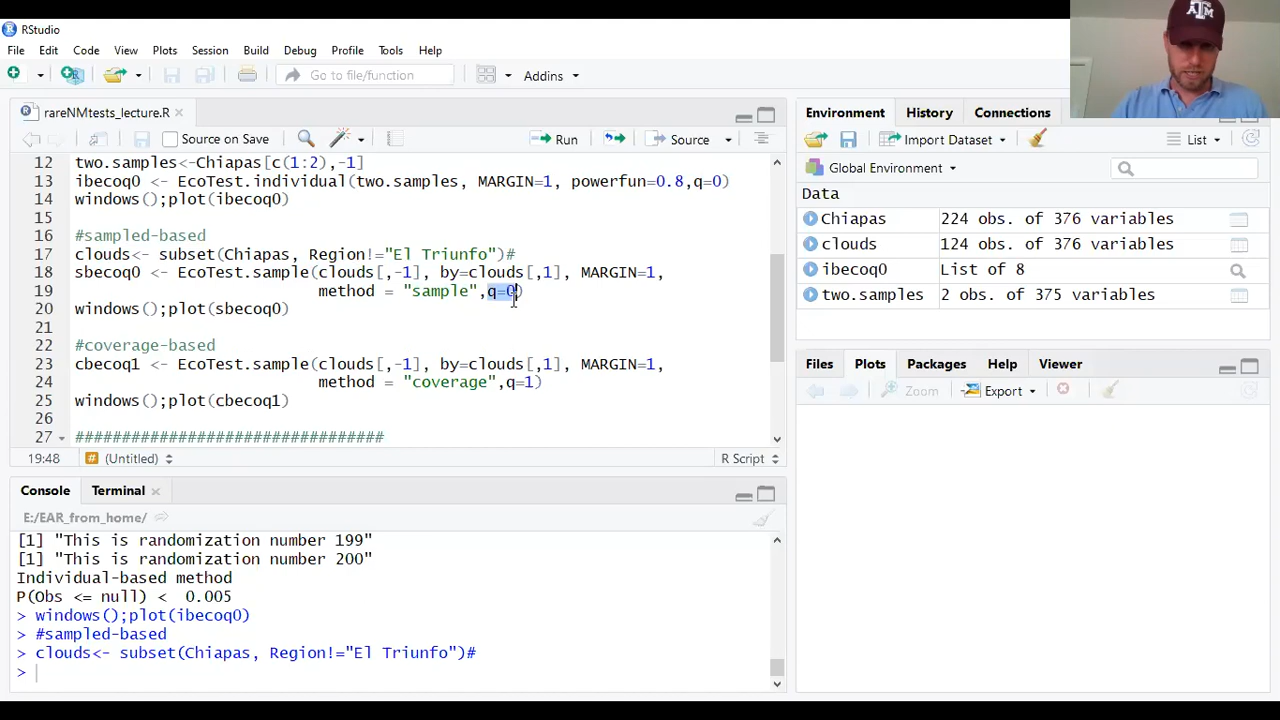 RStudio
File Edit Code View Plots Session Build Debug Profile Tools Help
Go to file/function Addins
rareNMtests_lecture.R
Source on Save Run Source
12 two.samples<-Chiapas[c(1:2),-1]
13 ibecoq0 <- EcoTest.individual(two.samples, MARGIN=1, powerfun=0.8,q=0)
14 windows();plot(ibecoq0)
15
16 #sampled-based
17 clouds<- subset(Chiapas, Region!="El Triunfo")#
18 sbecoq0 <- EcoTest.sample(clouds[,-1], by=clouds[,1], MARGIN=1,
19 method = "sample",q=0)
20 windows();plot(sbecoq0)
21
22 #coverage-based
23 cbecoq1 <- EcoTest.sample(clouds[,-1], by=clouds[,1], MARGIN=1,
24 method = "coverage",q=1)
25 windows();plot(cbecoq1)
26
27 #################################
19:48 # (Untitled) R Script
Console Terminal
E:/EAR_from_home/
[1] "This is randomization number 199"
[1] "This is randomization number 200"
Individual-based method
P(Obs <= null) < 0.005
> windows();plot(ibecoq0)
> #sampled-based
> clouds<- subset(Chiapas, Region!="El Triunfo")#
>
Environment History Connections
Import Dataset List
Global Environment
Data
Chiapas 224 obs. of 376 variables
clouds 124 obs. of 376 variables
ibecoq0 List of 8
two.samples 2 obs. of 375 variables
Files Plots Packages Help Viewer
Zoom Export
ATM